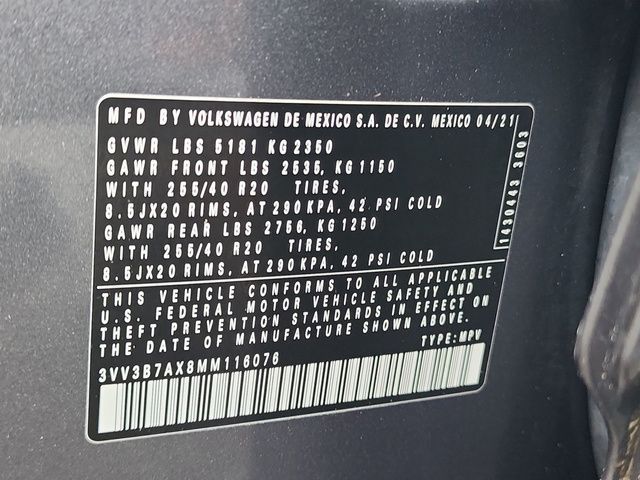 MFD BY VOLKSWAGEN DE MEXICO S.A. DE C.V. MEXICO 04/21
GVWR LBS 5181 KG 2350
GAWR FRONT LBS 2535, KG 1150
WITH 255/40 R20 TIRES,
8.5JX20 RIMS, AT 290 KPA, 42 PSI COLD
GAWR REAR LBS 2756, KG 1250
WITH 255/40 R20 TIRES,
8.5JX20 RIMS, AT 290 KPA, 42 PSI COLD
1430443 3603
THIS VEHICLE CONFORMS TO ALL APPLICABLE
U.S. FEDERAL MOTOR VEHICLE SAFETY AND
THEFT PREVENTION STANDARDS IN EFFECT ON
THE DATE OF MANUFACTURE SHOWN ABOVE.
3VV3B7AX8MM116076 TYPE: MPV